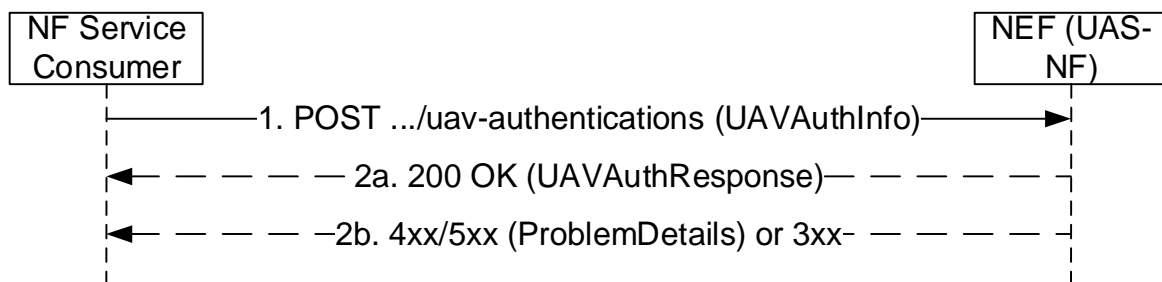 NF Service
Consumer
NEF (UAS-
NF)
1. POST .../uav-authentications (UAVAuthInfo)
2a. 200 OK (UAVAuthResponse)
2b. 4xx/5xx (ProblemDetails) or 3xx